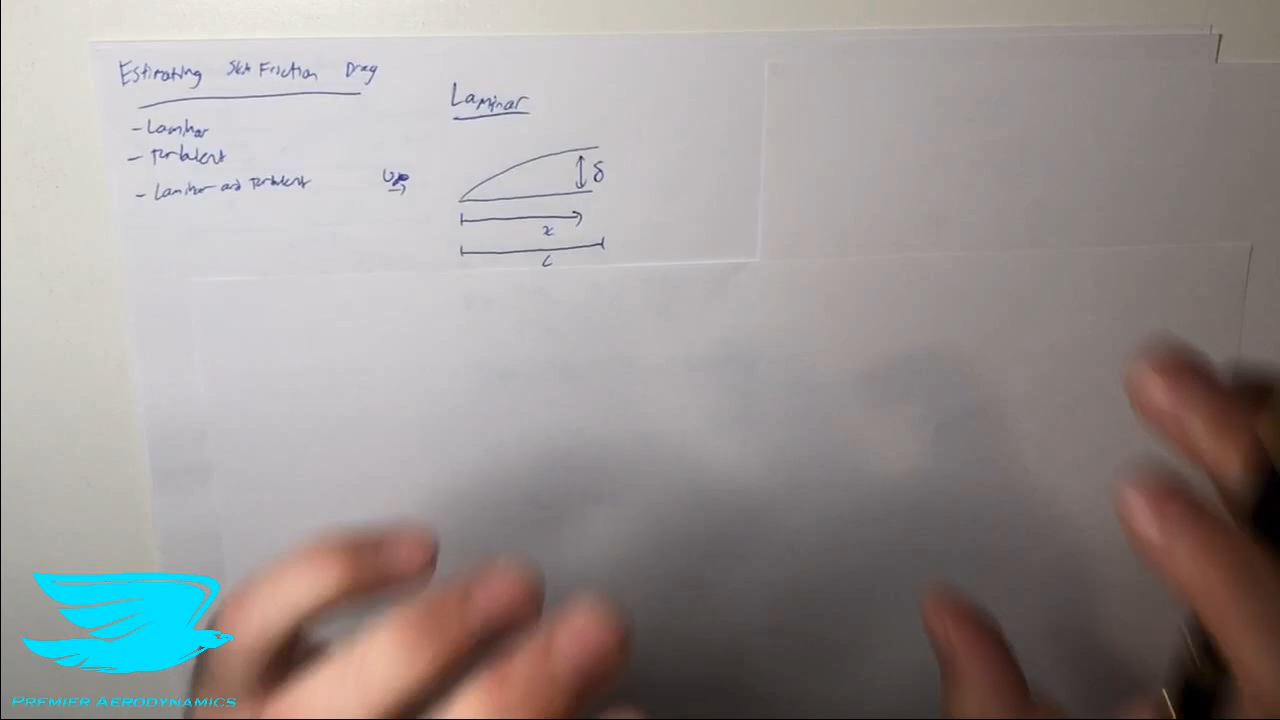 Estimating Skin Friction Drag
- Laminar
- Turbulent
- Laminar and Turbulent
Laminar
U∞
δ
x
L
PREMIER AERODYNAMICS